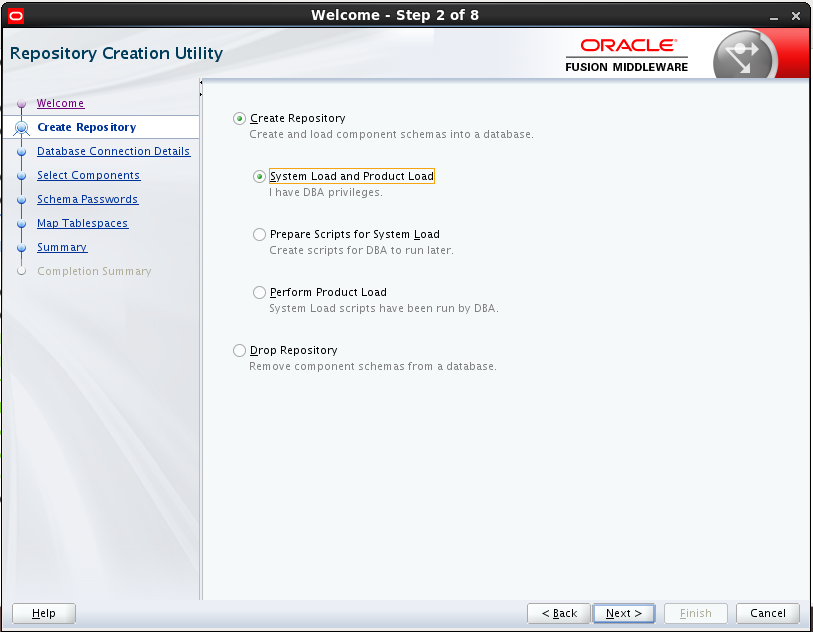 Welcome - Step 2 of 8
Repository Creation Utility
ORACLE
FUSION MIDDLEWARE
Welcome
Create Repository
Database Connection Details
Select Components
Schema Passwords
Map Tablespaces
Summary
Completion Summary
Create Repository
Create and load component schemas into a database.
System Load and Product Load
I have DBA privileges.
Prepare Scripts for System Load
Create scripts for DBA to run later.
Perform Product Load
System Load scripts have been run by DBA.
Drop Repository
Remove component schemas from a database.
Help
< Back
Next >
Finish
Cancel